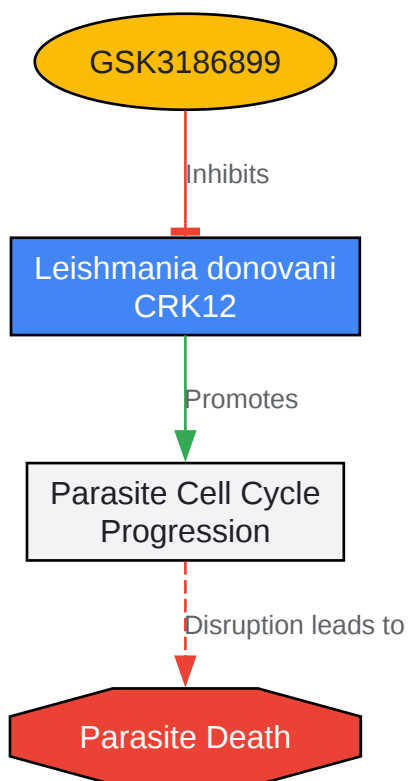 GSK3186899
Inhibits
Leishmania donovani
CRK12
Promotes
Parasite Cell Cycle
Progression
Disruption leads to
Parasite Death